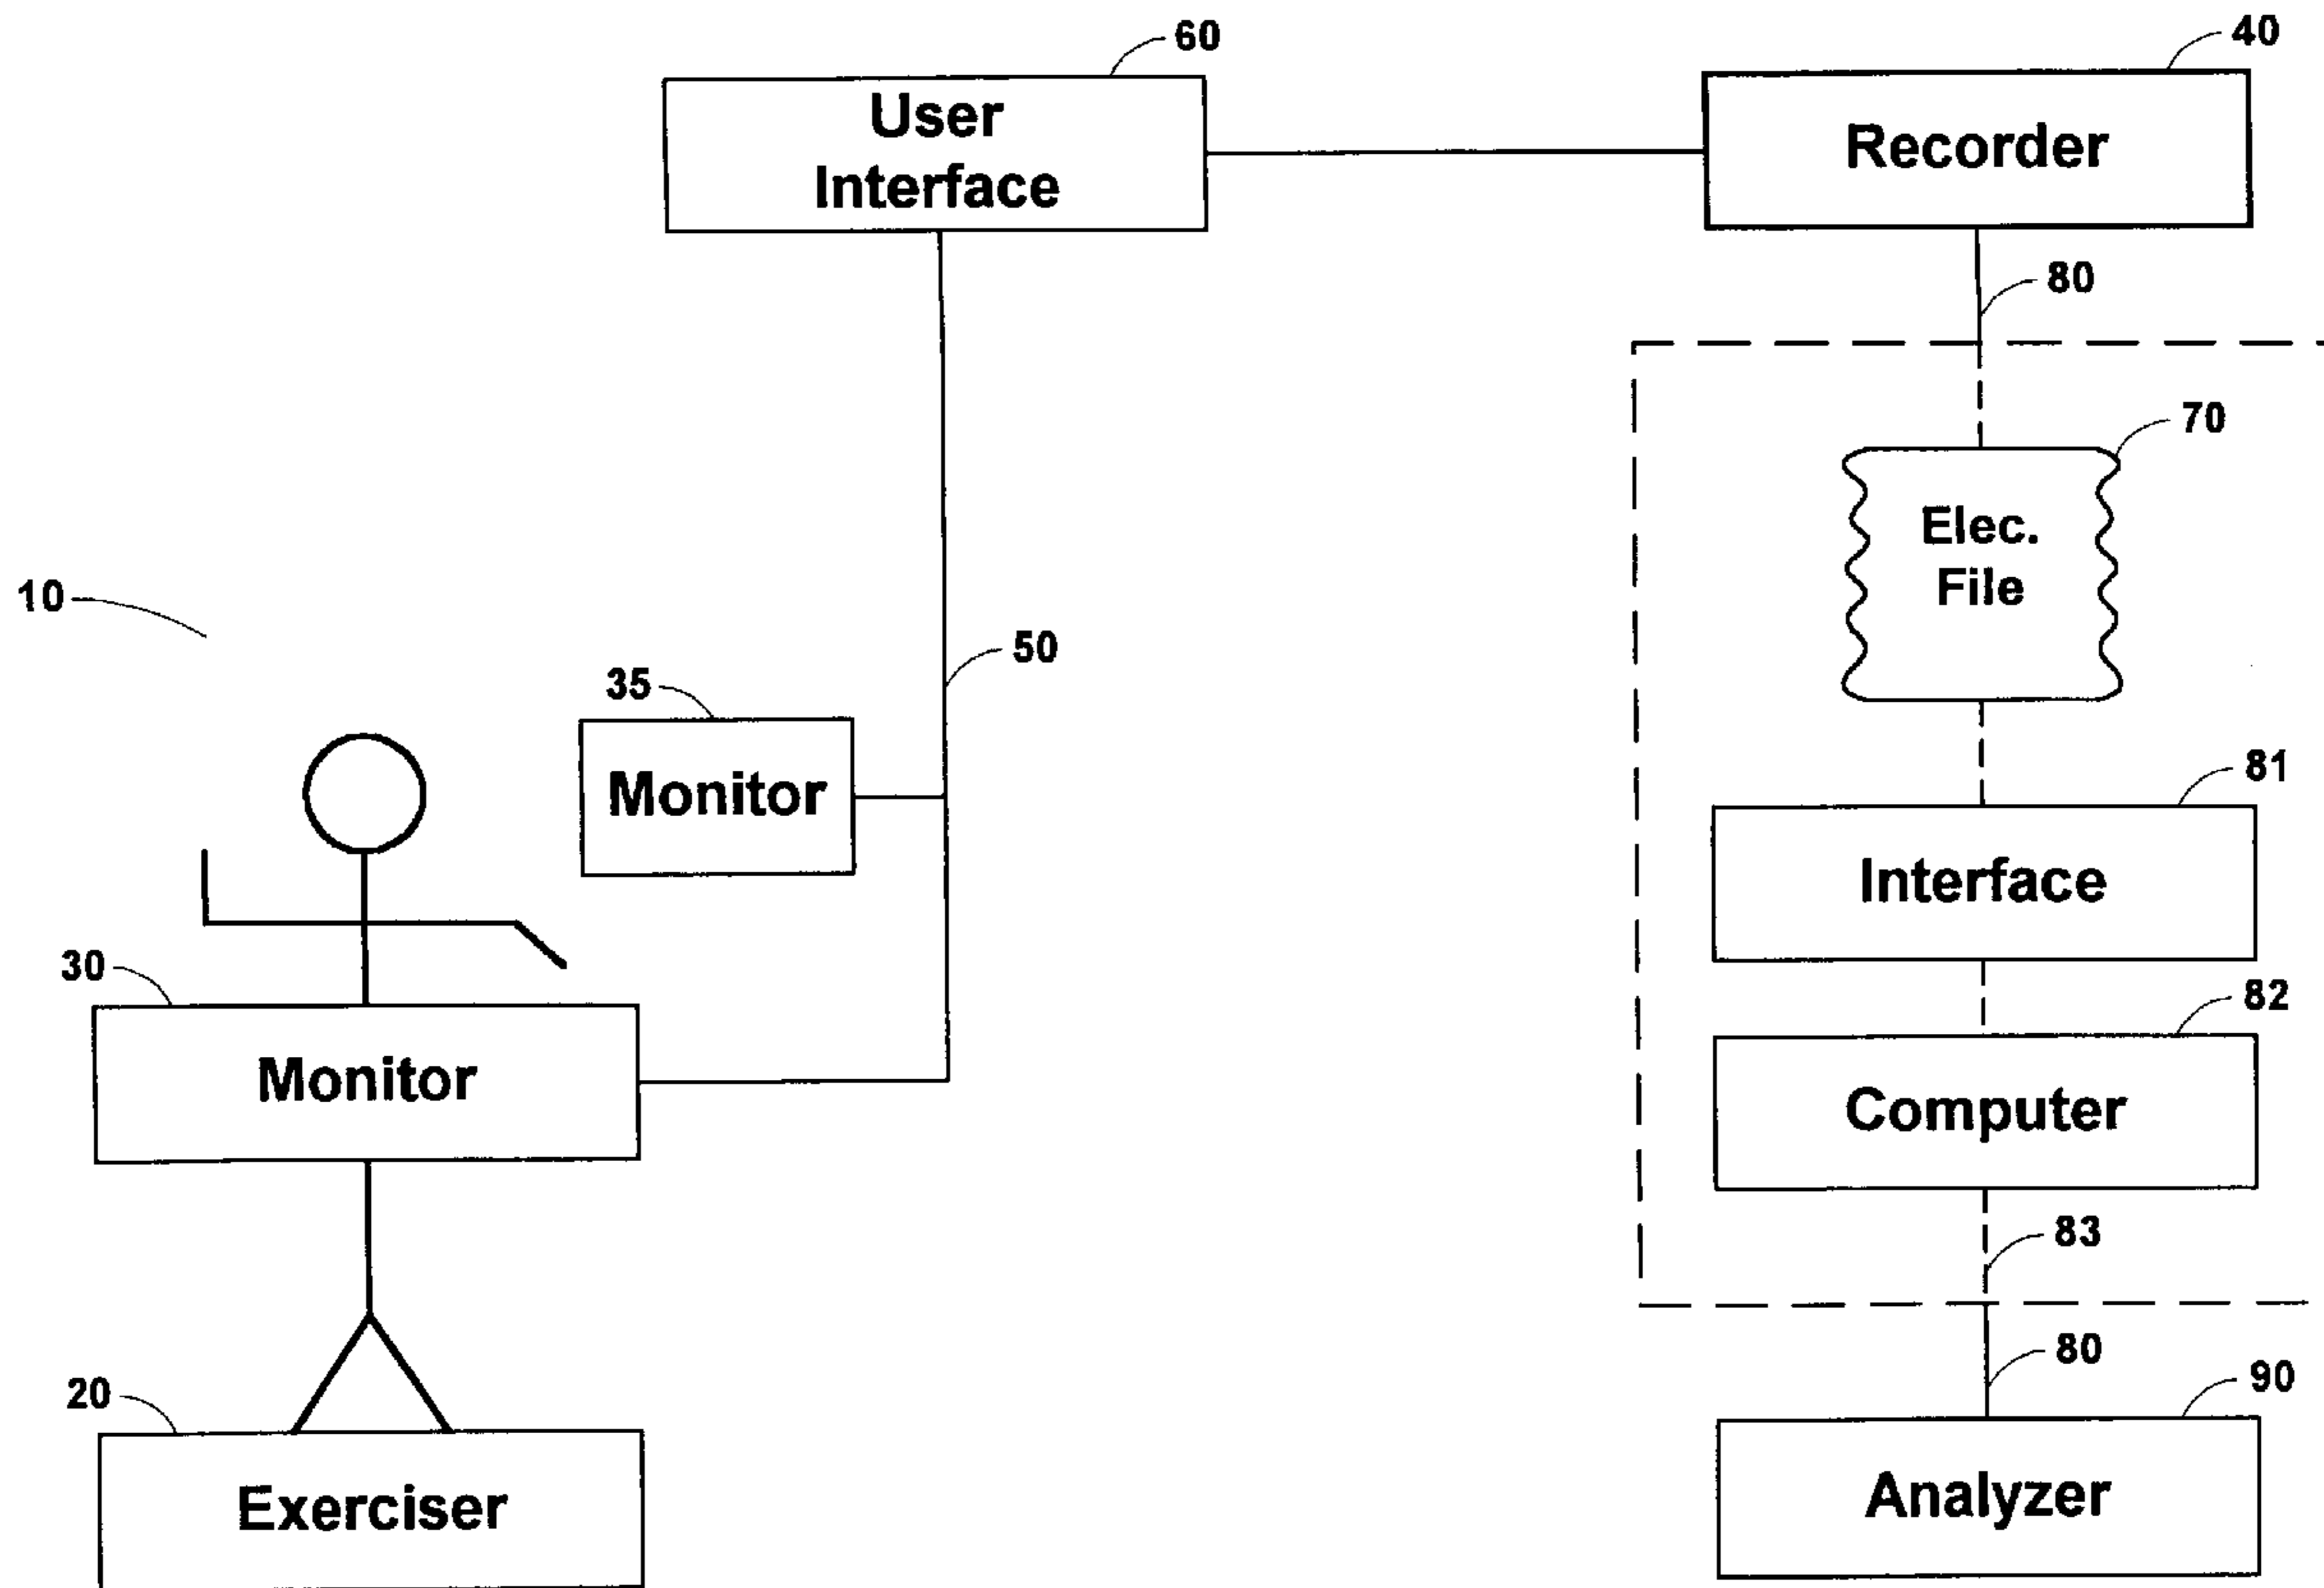 60
User
Interface
40
Recorder
80
70
Elec.
File
10
50
35
Monitor
81
Interface
30
Monitor
82
Computer
83
80
20
Exerciser
90
Analyzer